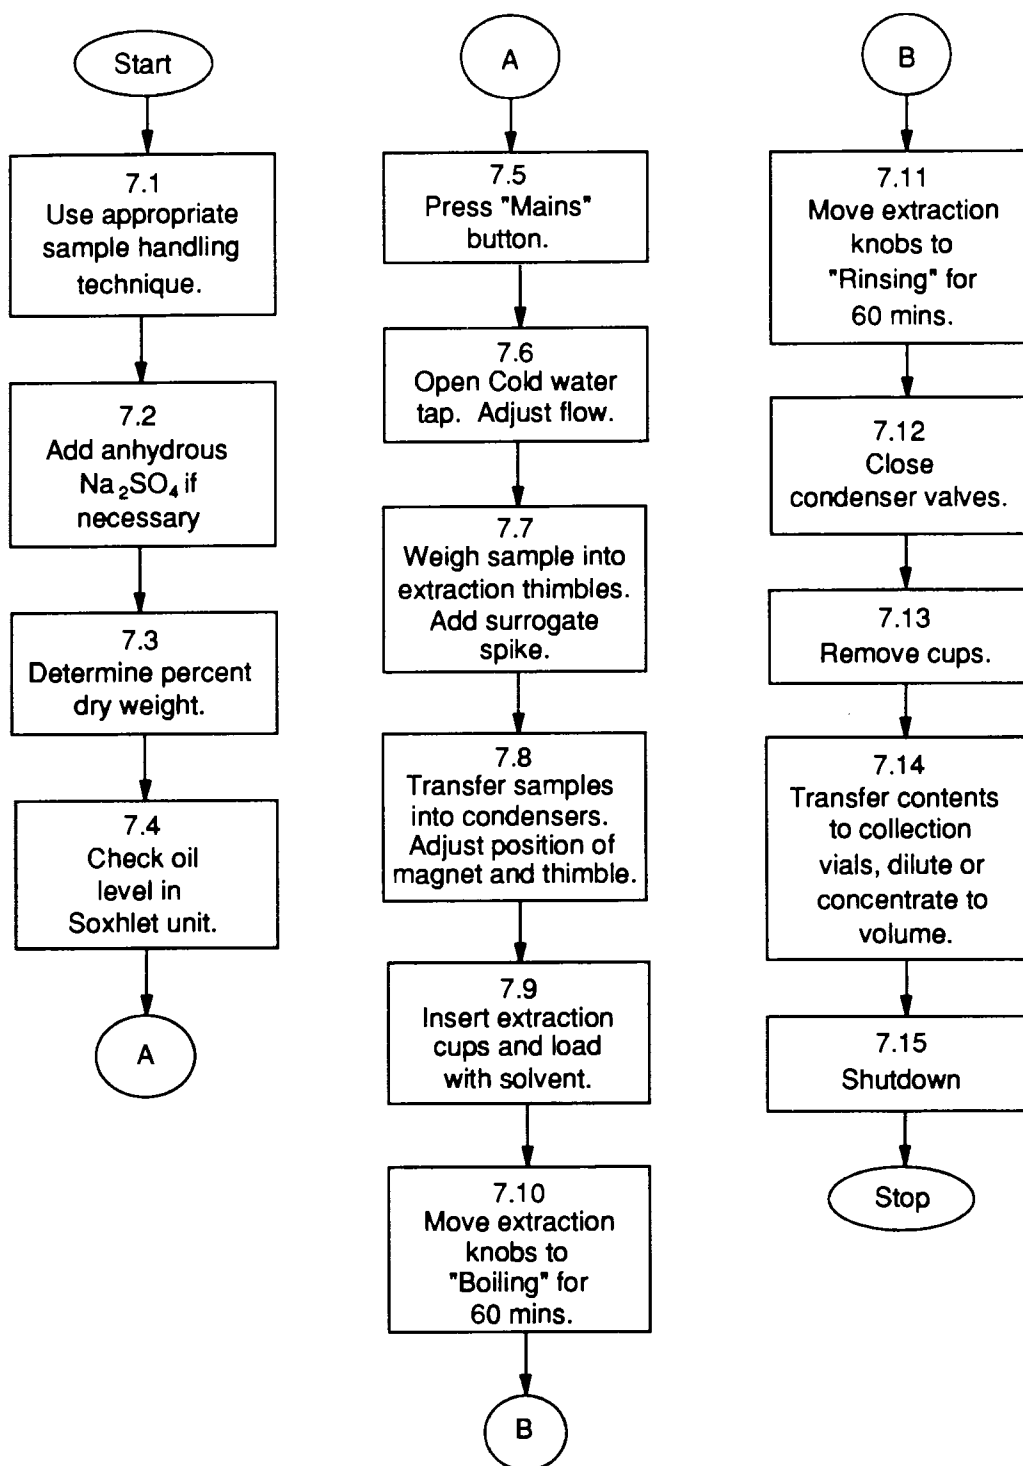 Start
7.1
Use appropriate
sample handling
technique.
7.2
Add anhydrous
Na₂SO₄ if
necessary
7.3
Determine percent
dry weight.
7.4
Check oil
level in
Soxhlet unit.
A
A
7.5
Press "Mains"
button.
7.6
Open Cold water
tap. Adjust flow.
7.7
Weigh sample into
extraction thimbles.
Add surrogate
spike.
7.8
Transfer samples
into condensers.
Adjust position of
magnet and thimble.
7.9
Insert extraction
cups and load
with solvent.
7.10
Move extraction
knobs to
"Boiling" for
60 mins.
B
B
7.11
Move extraction
knobs to
"Rinsing" for
60 mins.
7.12
Close
condenser valves.
7.13
Remove cups.
7.14
Transfer contents
to collection
vials, dilute or
concentrate to
volume.
7.15
Shutdown
Stop